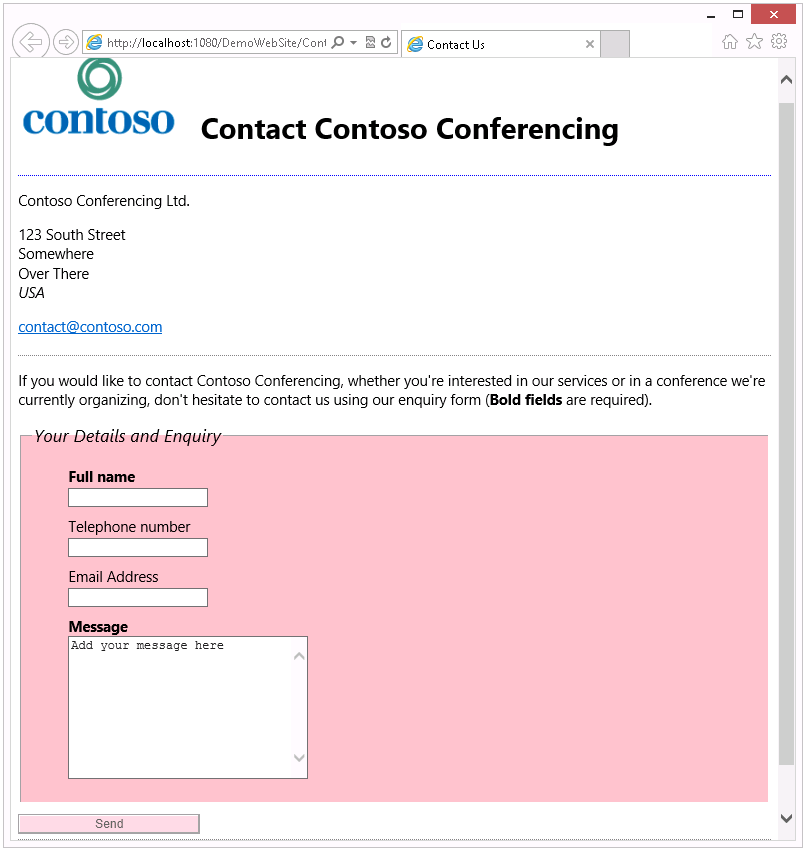 http://localhost:1080/DemoWebSite/Cont
Contact Us
contoso
Contact Contoso Conferencing
Contoso Conferencing Ltd.
123 South Street
Somewhere
Over There
USA
contact@contoso.com
If you would like to contact Contoso Conferencing, whether you're interested in our services or in a conference we're
currently organizing, don't hesitate to contact us using our enquiry form (Bold fields are required).
Your Details and Enquiry
Full name
Telephone number
Email Address
Message
Add your message here
Send